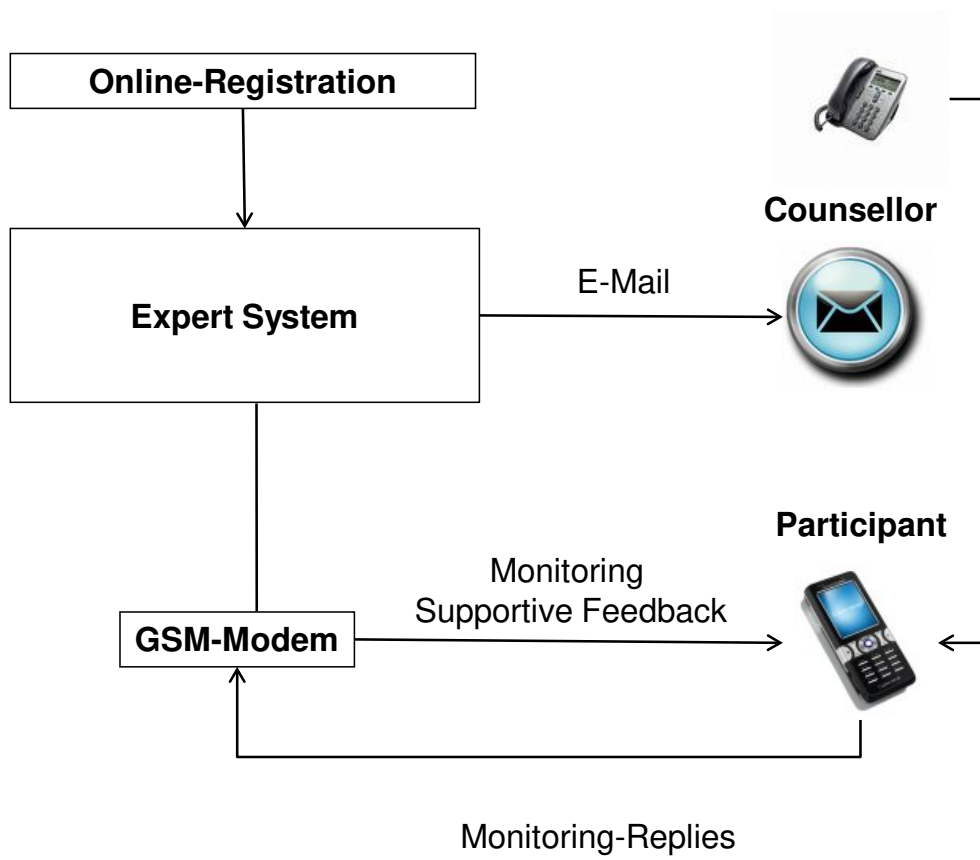 Online-Registration
Counsellor
E-Mail
Expert System
Participant
Monitoring
Supportive Feedback
GSM-Modem
Monitoring-Replies